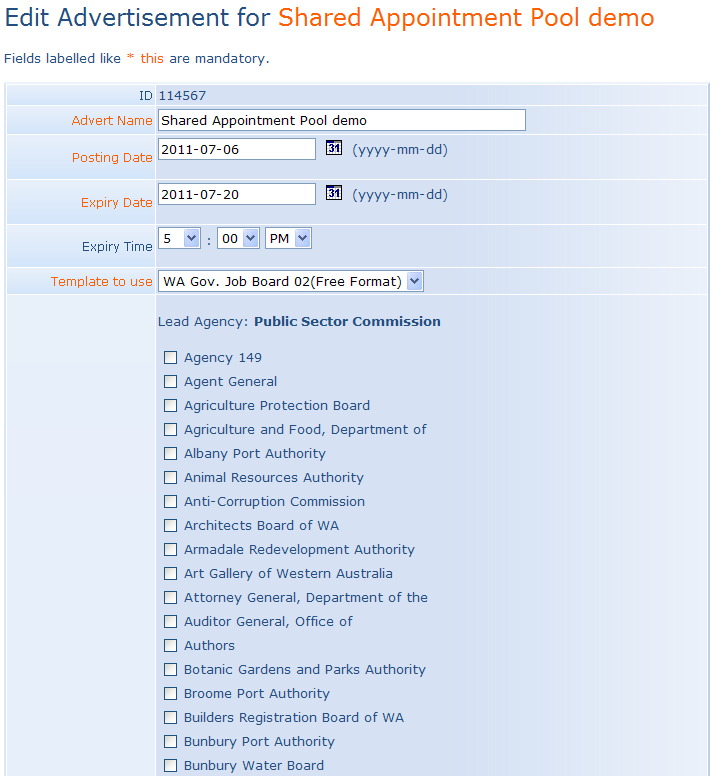 Edit Advertisement for Shared Appointment Pool demo
Fields labelled like * this are mandatory.
ID 114567
Advert Name Shared Appointment Pool demo
Posting Date 2011-07-06 31 (yyyy-mm-dd)
Expiry Date 2011-07-20 31 (yyyy-mm-dd)
Expiry Time 5 : 00 PM
Template to use WA Gov. Job Board 02(Free Format)
Lead Agency: Public Sector Commission
Agency 149
Agent General
Agriculture Protection Board
Agriculture and Food, Department of
Albany Port Authority
Animal Resources Authority
Anti-Corruption Commission
Architects Board of WA
Armadale Redevelopment Authority
Art Gallery of Western Australia
Attorney General, Department of the
Auditor General, Office of
Authors
Botanic Gardens and Parks Authority
Broome Port Authority
Builders Registration Board of WA
Bunbury Port Authority
Bunbury Water Board